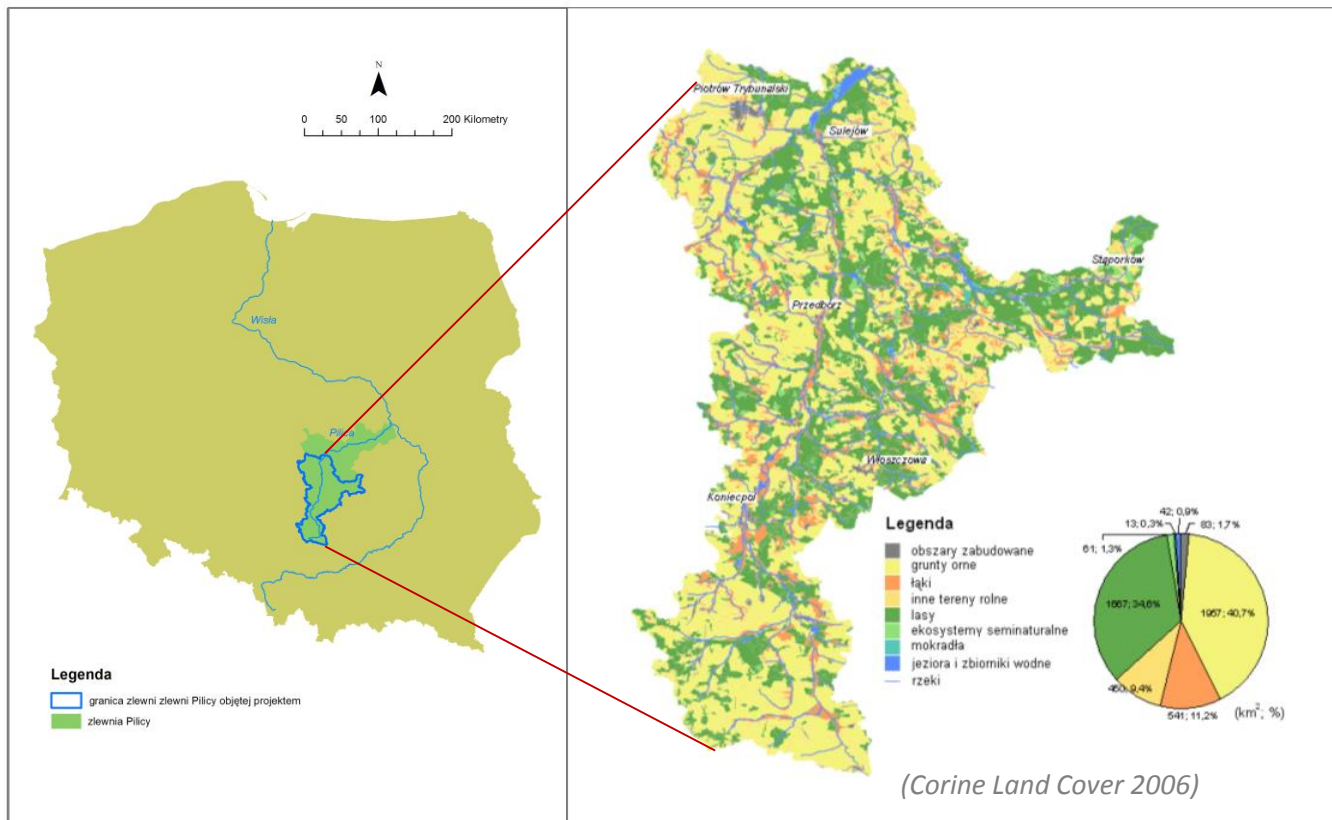 N
0 50 100 200 Kilometry
Wisła
Pilica
Legenda
granica zlewni zlewni Pilicy objętej projektem
zlewnia Pilicy
Piotrów Trybunalski
Sulejów
Stąporków
Przedbórz
Włoszczowa
Koniecpol
Legenda
obszary zabudowane
grunty orne
łąki
inne tereny rolne
lasy
ekosystemy seminaturalne
mokradła
jeziora i zbiorniki wodne
rzeki
42; 0,9%
13; 0,3%
83; 1,7%
61; 1,3%
1667; 34,6%
1957; 40,7%
450; 9,4%
541; 11,2%
(km²; %)
(Corine Land Cover 2006)